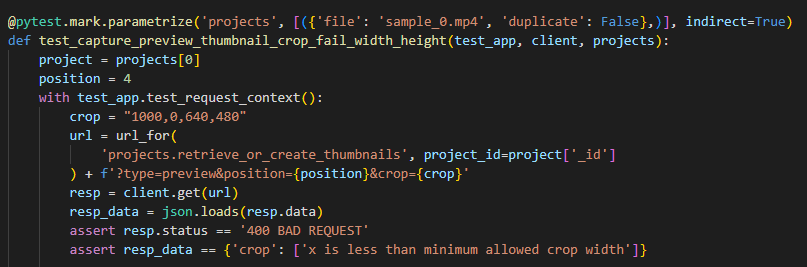 @pytest.mark.parametrize('projects', [({'file': 'sample_0.mp4', 'duplicate': False},)], indirect=True)
def test_capture_preview_thumbnail_crop_fail_width_height(test_app, client, projects):
    project = projects[0]
    position = 4
    with test_app.test_request_context():
        crop = "1000,0,640,480"
        url = url_for(
            'projects.retrieve_or_create_thumbnails', project_id=project['_id']
        ) + f'?type=preview&position={position}&crop={crop}'
        resp = client.get(url)
        resp_data = json.loads(resp.data)
        assert resp.status == '400 BAD REQUEST'
        assert resp_data == {'crop': ['x is less than minimum allowed crop width']}